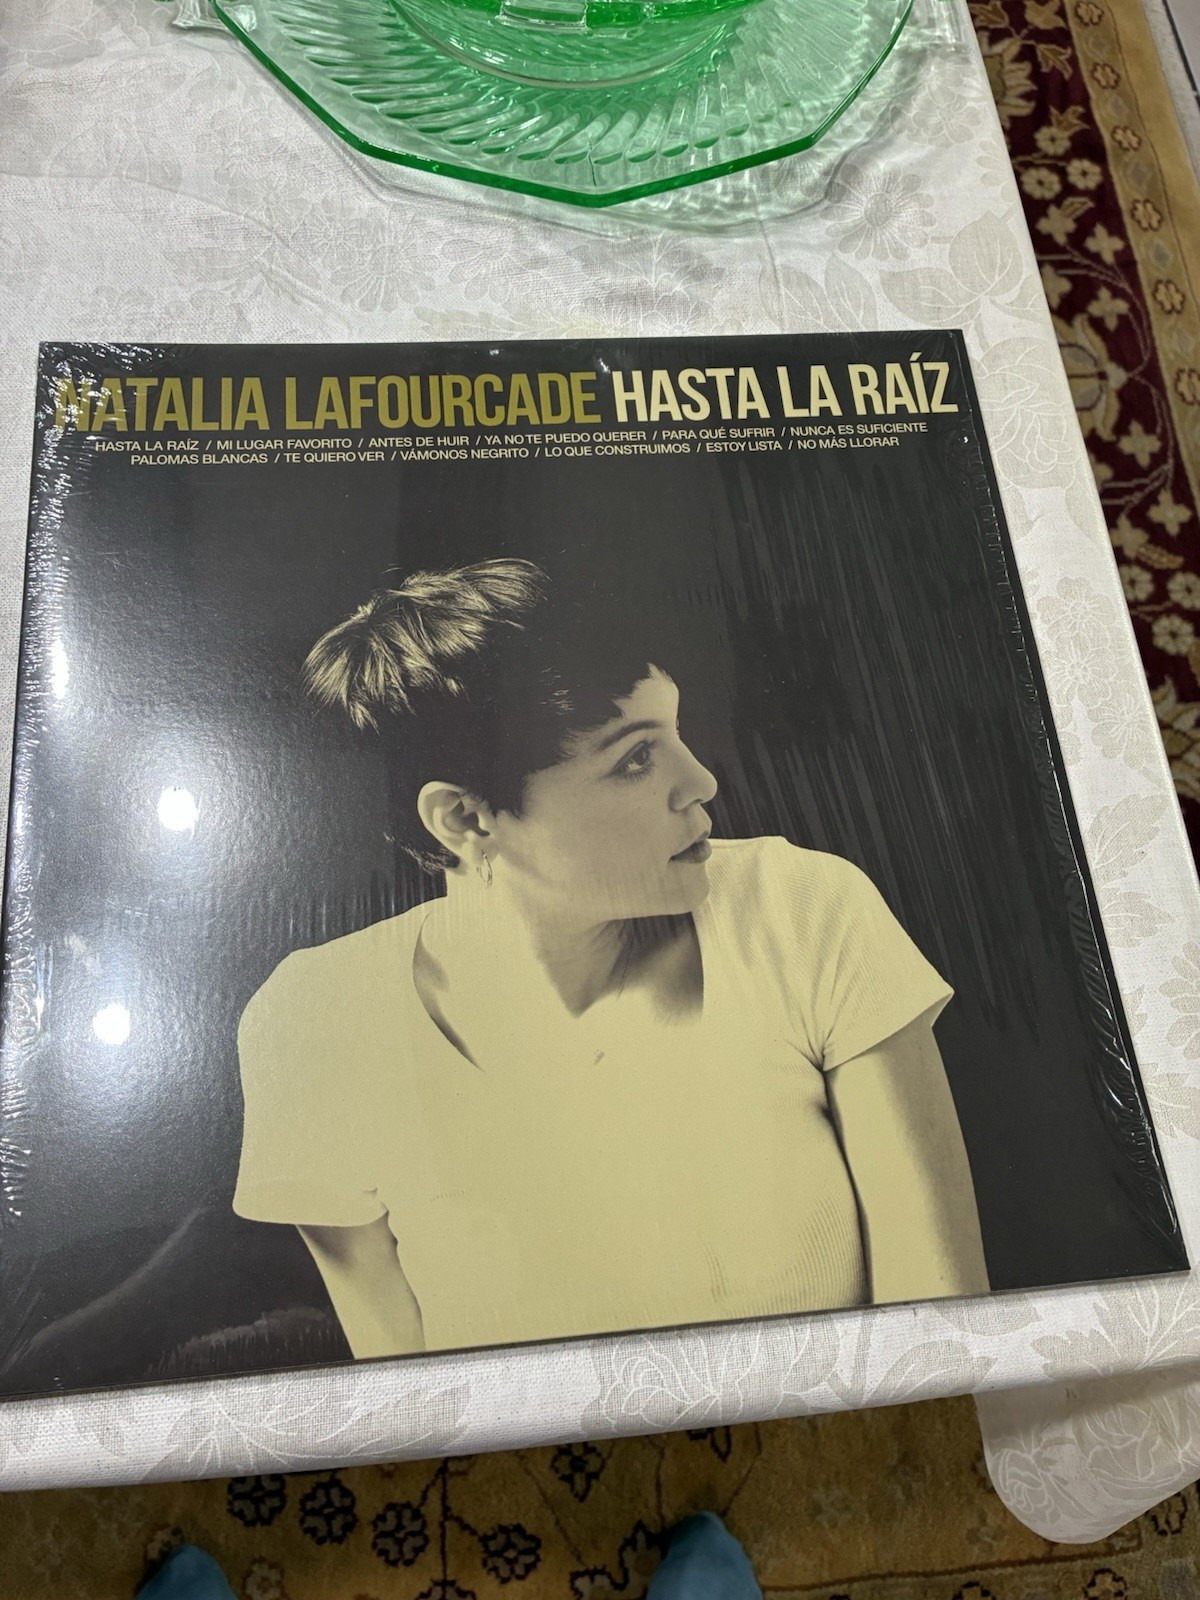 NATALIA LAFOURCADE HASTA LA RAÍZ
HASTA LA RAÍZ / MI LUGAR FAVORITO / ANTES DE HUIR / YA NO TE PUEDO QUERER / PARA QUÉ SUFRIR / NUNCA ES SUFICIENTE
PALOMAS BLANCAS / TE QUIERO VER / VÁMONOS NEGRITO / LO QUE CONSTRUIMOS / ESTOY LISTA / NO MÁS LLORAR